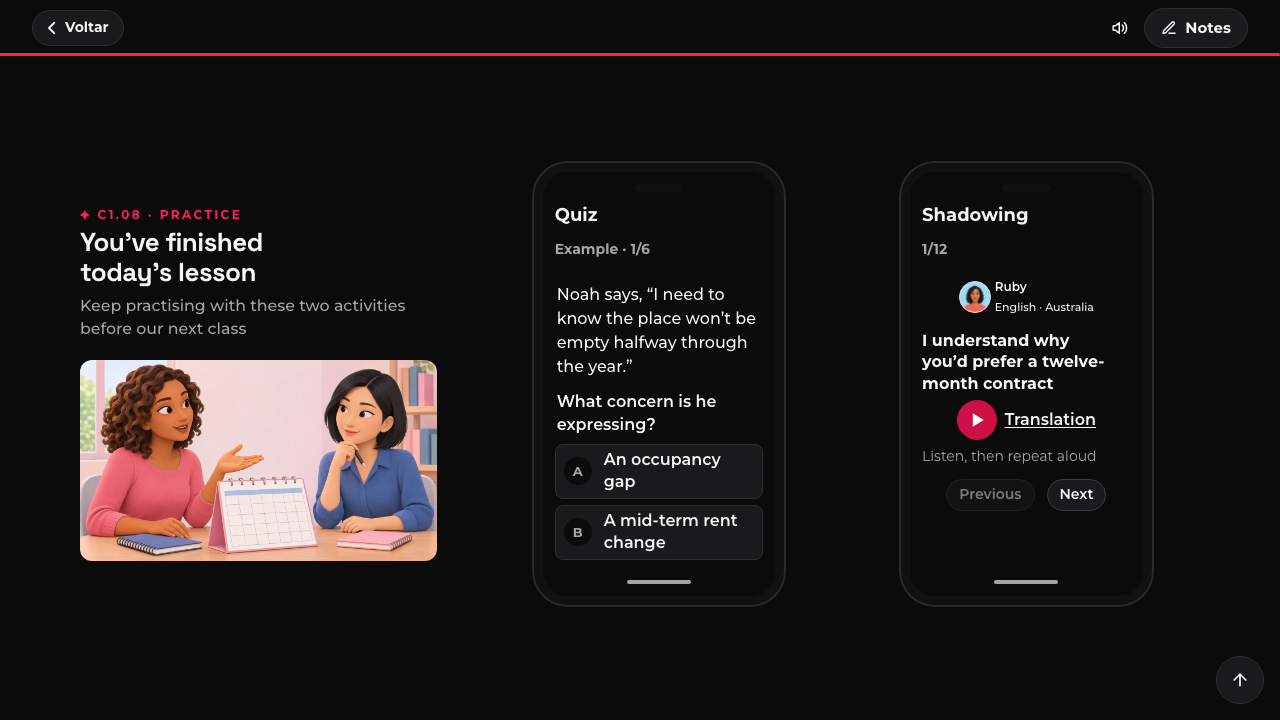 Voltar
Notes
C1.08 · PRACTICE
You’ve finished
today’s lesson
Keep practising with these two activities
before our next class
Quiz
Example · 1/6
Noah says, “I need to
know the place won’t be
empty halfway through
the year.”
What concern is he
expressing?
A
An occupancy
gap
B
A mid-term rent
change
Shadowing
1/12
Ruby
English · Australia
I understand why
you’d prefer a twelve-
month contract
Translation
Listen, then repeat aloud
Previous
Next